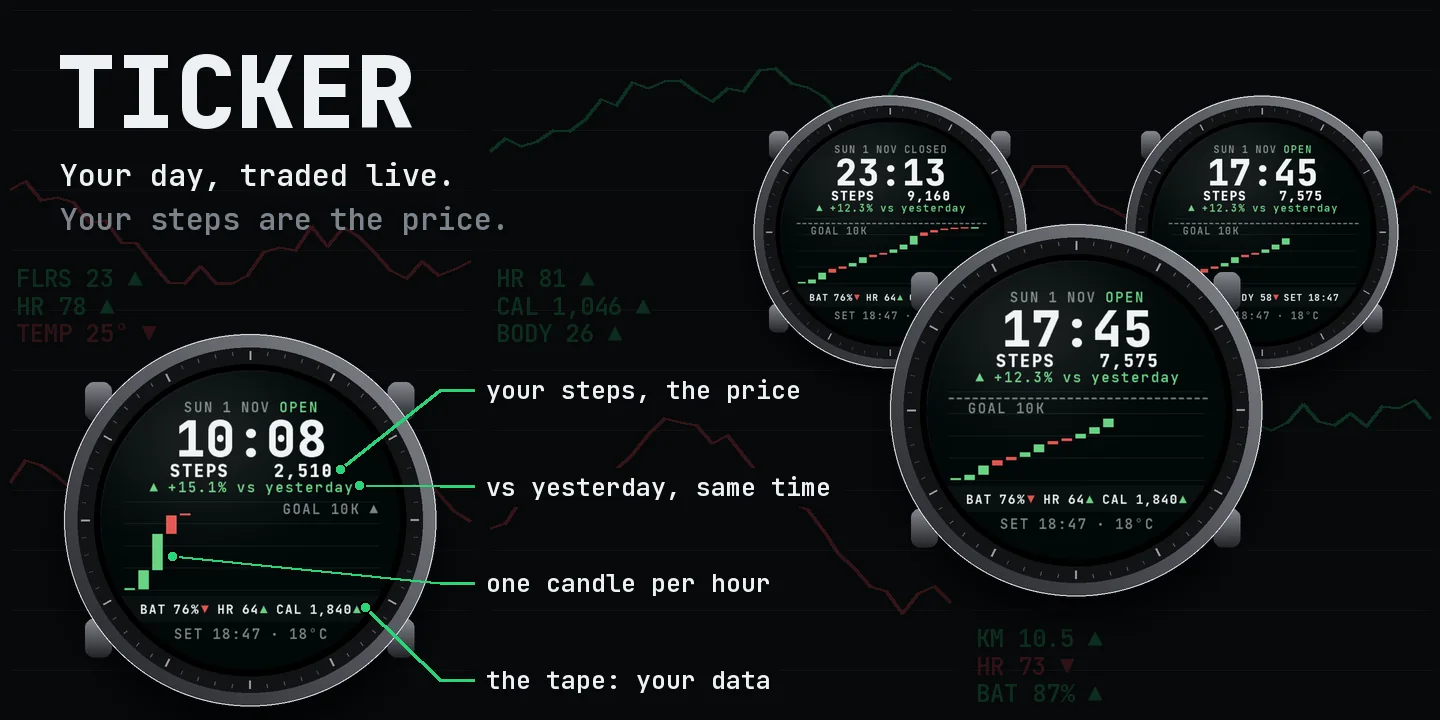 TICKER
Your day, traded live.
Your steps are the price.
FLRS 23 ▲
HR 78 ▲
TEMP 25° ▼
HR 81 ▲
CAL 1,046 ▲
BODY 26 ▲
SUN 1 NOV OPEN
10:08
STEPS 2,510
▲ +15.1% vs yesterday
GOAL 10K ▲
BAT 76%▼ HR 64▲ CAL 1,840▲
SET 18:47 · 18°C
your steps, the price
vs yesterday, same time
one candle per hour
the tape: your data
SUN 1 NOV CLOSED
23:13
STEPS 9,160
▲ +12.3% vs yesterday
GOAL 10K
BAT 76%▼ HR 64▲
SET 18:47
SUN 1 NOV OPEN
17:45
STEPS 7,575
▲ +12.3% vs yesterday
GOAL 10K
BAT 76%▼ HR 64▲ CAL 1,840▲
SET 18:47 · 18°C
SUN 1 NOV OPEN
17:45
STEPS 7,575
▲ +12.3% vs yesterday
GOAL 10K
58▼ SET 18:47
18:47 · 18°C
KM 10.5 ▲
HR 73 ▼
BAT 87% ▲